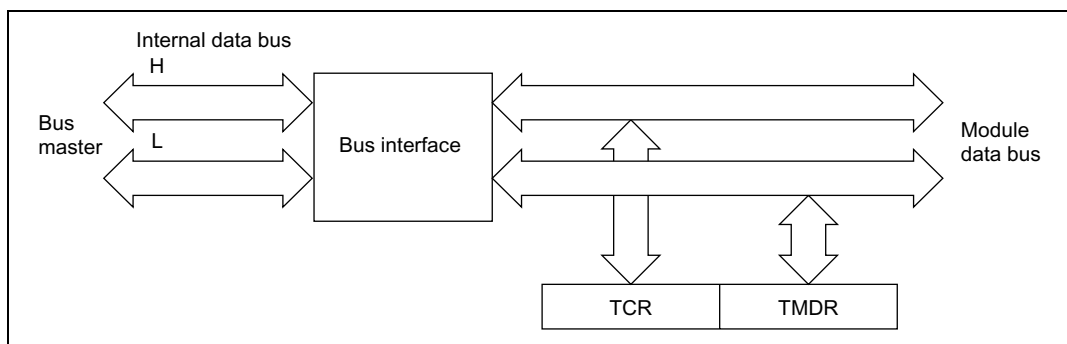 Internal data bus
H
Bus
master
L
Bus interface
Module
data bus
TCR
TMDR